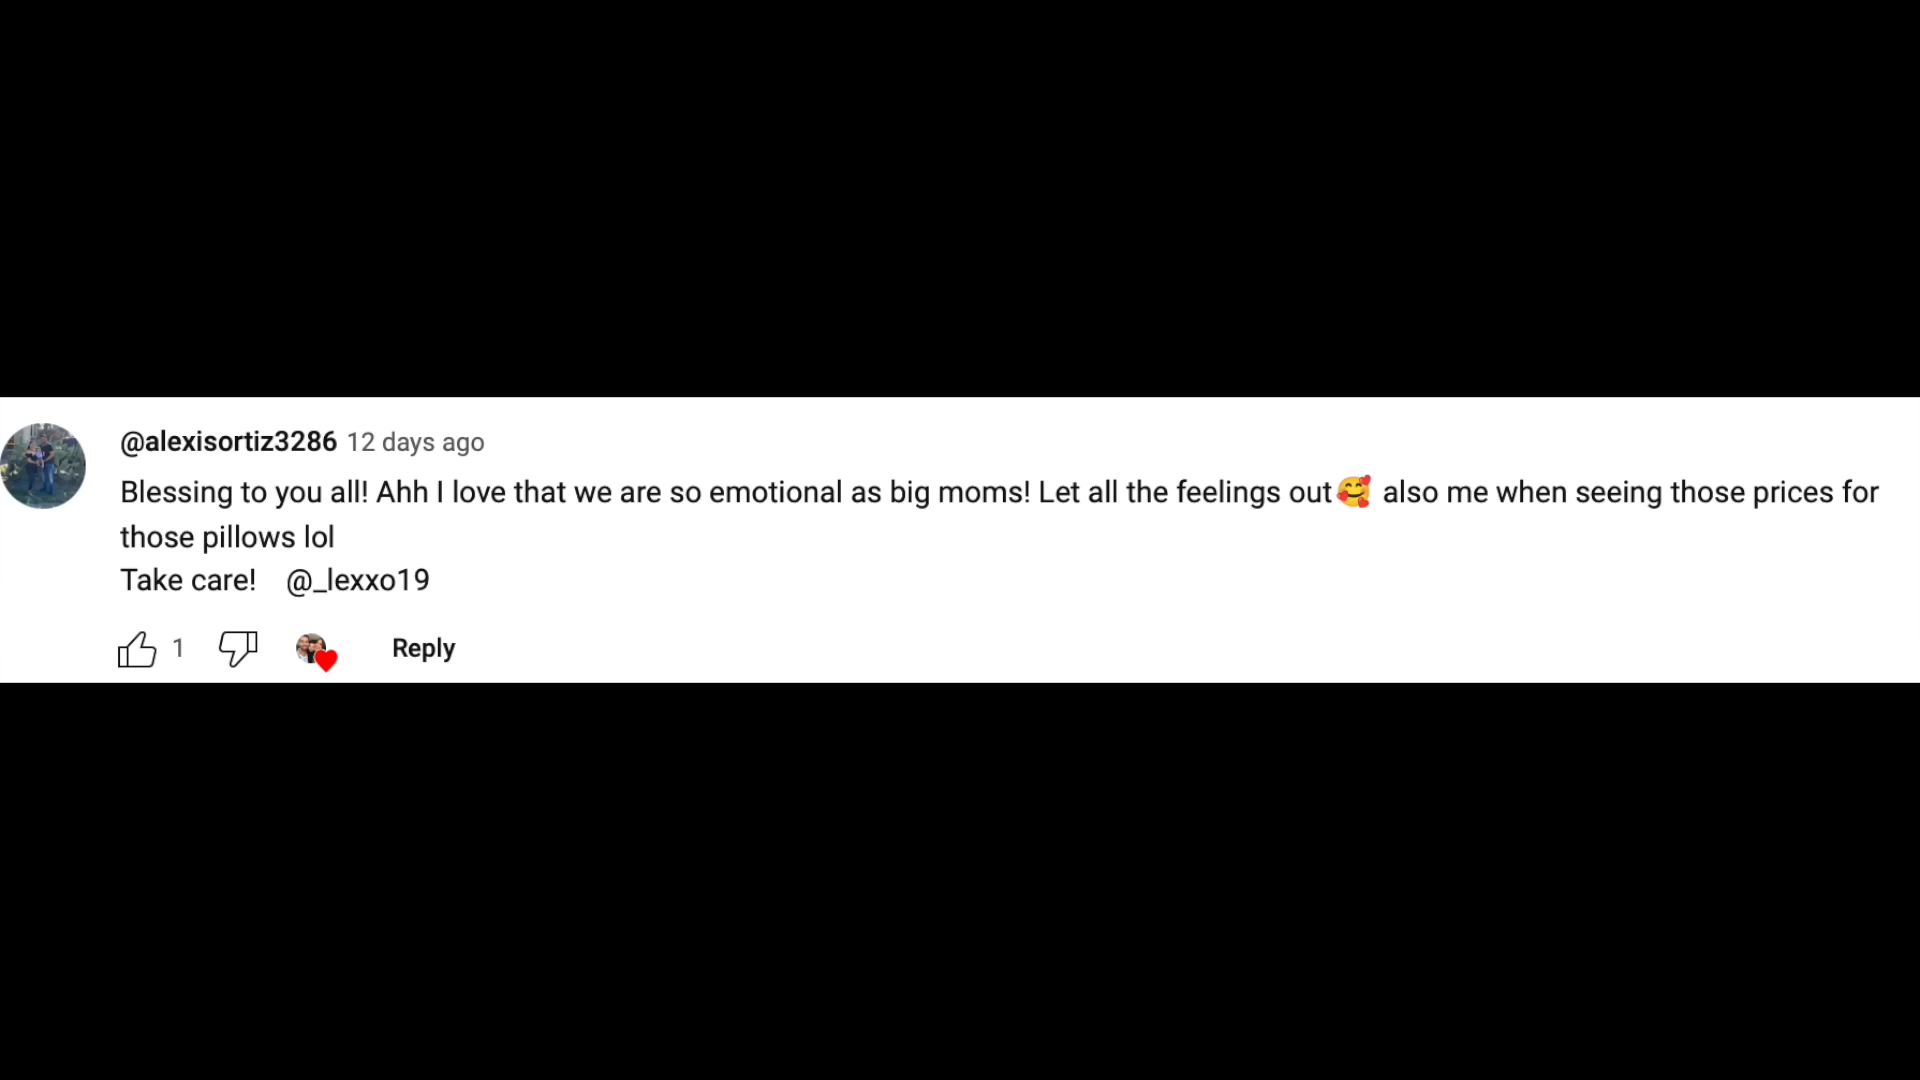 @alexisortiz3286 12 days ago
Blessing to you all! Ahh I love that we are so emotional as big moms! Let all the feelings out🥰 also me when seeing those prices for
those pillows lol
Take care! @_lexxo19
1 Reply